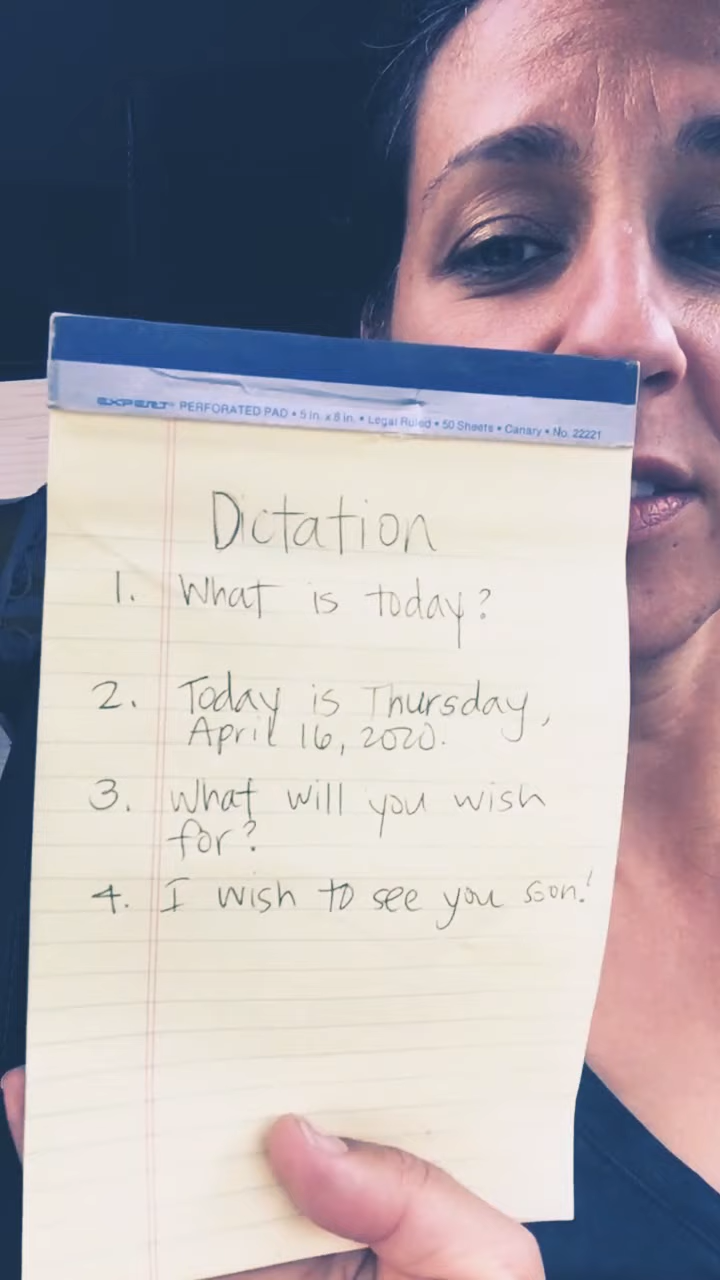 EXPERT PERFORATED PAD • 5 in. x 8 in. • Legal Ruled • 50 Sheets • Canary • No. 22221
Dictation
1. What is today?
2. Today is Thursday,
April 16, 2020.
3. What will you wish
for?
4. I wish to see you soon!